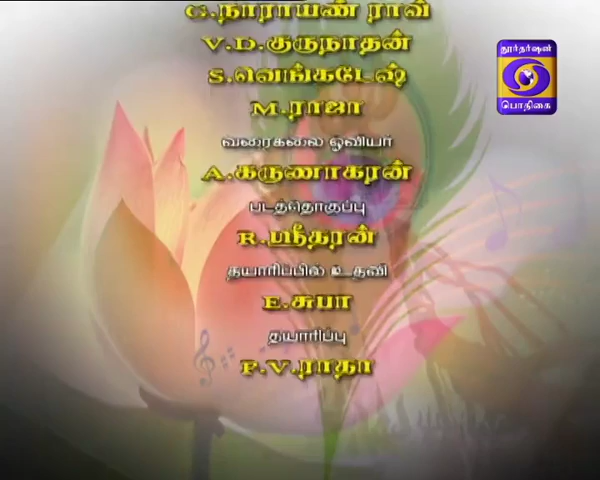 G.நாராயண் ராவ்
V.D.குருநாதன்
S.வெங்கடேஷ்
M.ராஜா
வரைகலை ஓவியர்
A.கருணாகரன்
படத்தொகுப்பு
R.ஸ்ரீதரன்
தயாரிப்பில் உதவி
E.சுபா
தயாரிப்பு
P.V.ராதா
தூர்தர்ஷன்
பொதிகை